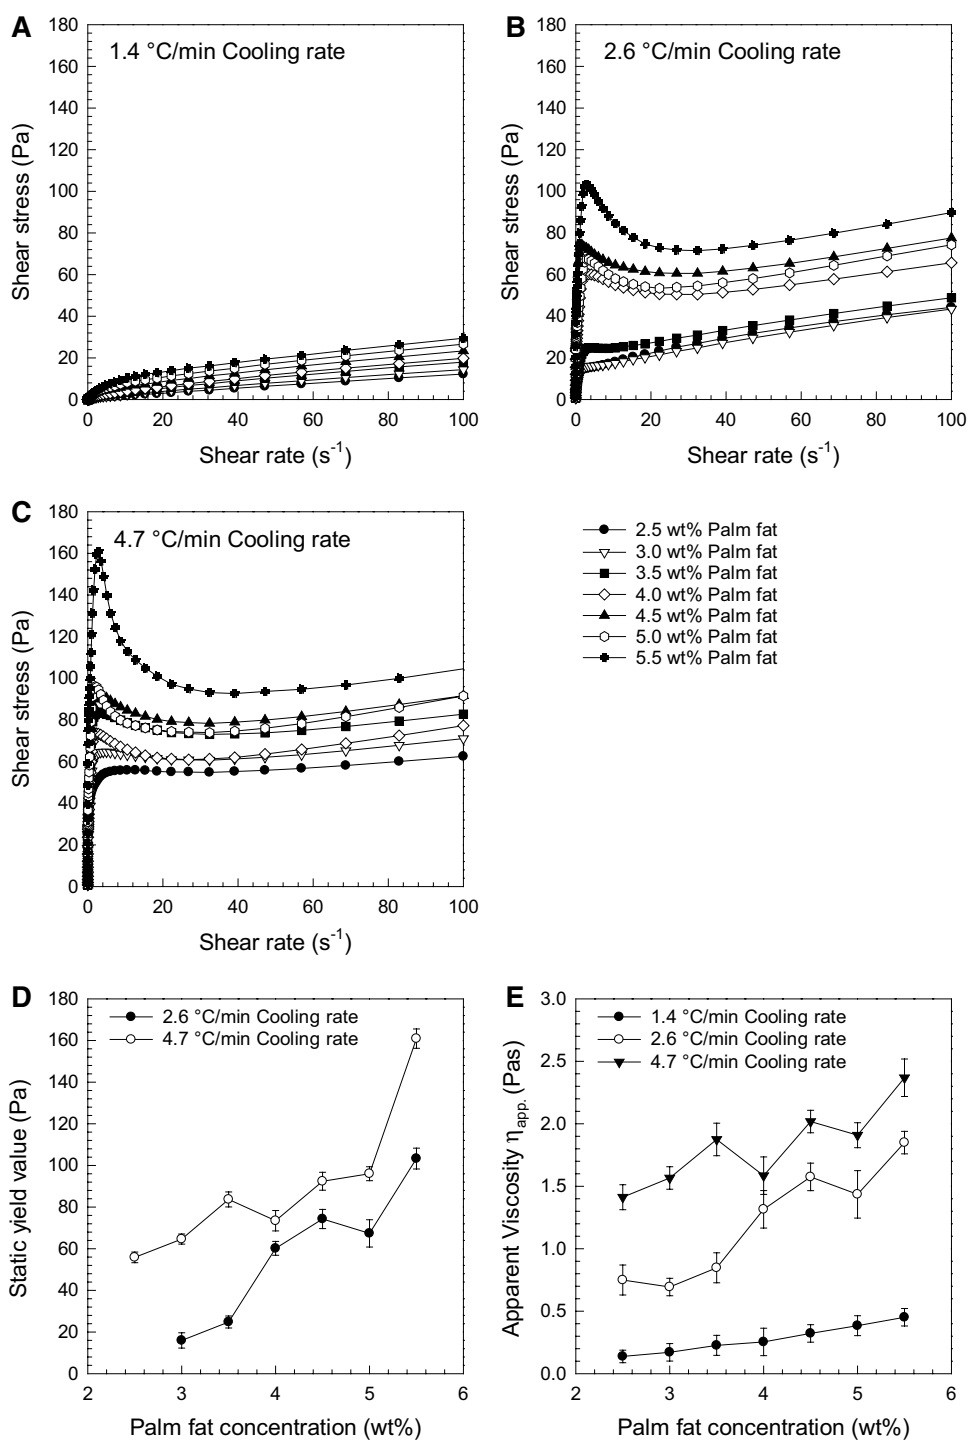 A
1.4 °C/min Cooling rate
180
160
140
120
100
80
60
40
20
0
Shear stress (Pa)
0 20 40 60 80 100
Shear rate (s⁻¹)
B
2.6 °C/min Cooling rate
180
160
140
120
100
80
60
40
20
0
Shear stress (Pa)
0 20 40 60 80 100
Shear rate (s⁻¹)
C
4.7 °C/min Cooling rate
180
160
140
120
100
80
60
40
20
0
Shear stress (Pa)
0 20 40 60 80 100
Shear rate (s⁻¹)
2.5 wt% Palm fat
3.0 wt% Palm fat
3.5 wt% Palm fat
4.0 wt% Palm fat
4.5 wt% Palm fat
5.0 wt% Palm fat
5.5 wt% Palm fat
D
2.6 °C/min Cooling rate
4.7 °C/min Cooling rate
180
160
140
120
100
80
60
40
20
0
Static yield value (Pa)
2 3 4 5 6
Palm fat concentration (wt%)
E
1.4 °C/min Cooling rate
2.6 °C/min Cooling rate
4.7 °C/min Cooling rate
3.0
2.5
2.0
1.5
1.0
0.5
0.0
Apparent Viscosity η app. (Pas)
2 3 4 5 6
Palm fat concentration (wt%)